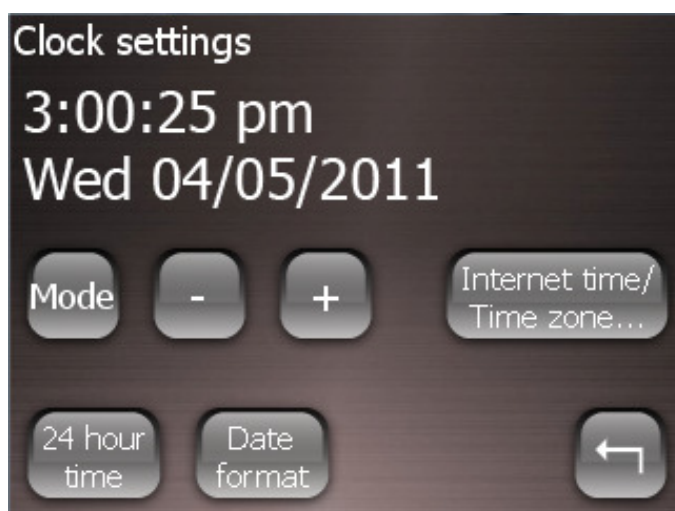 Clock settings
3:00:25 pm
Wed 04/05/2011
Mode
-
+
Internet time/
Time zone...
24 hour
time
Date
format